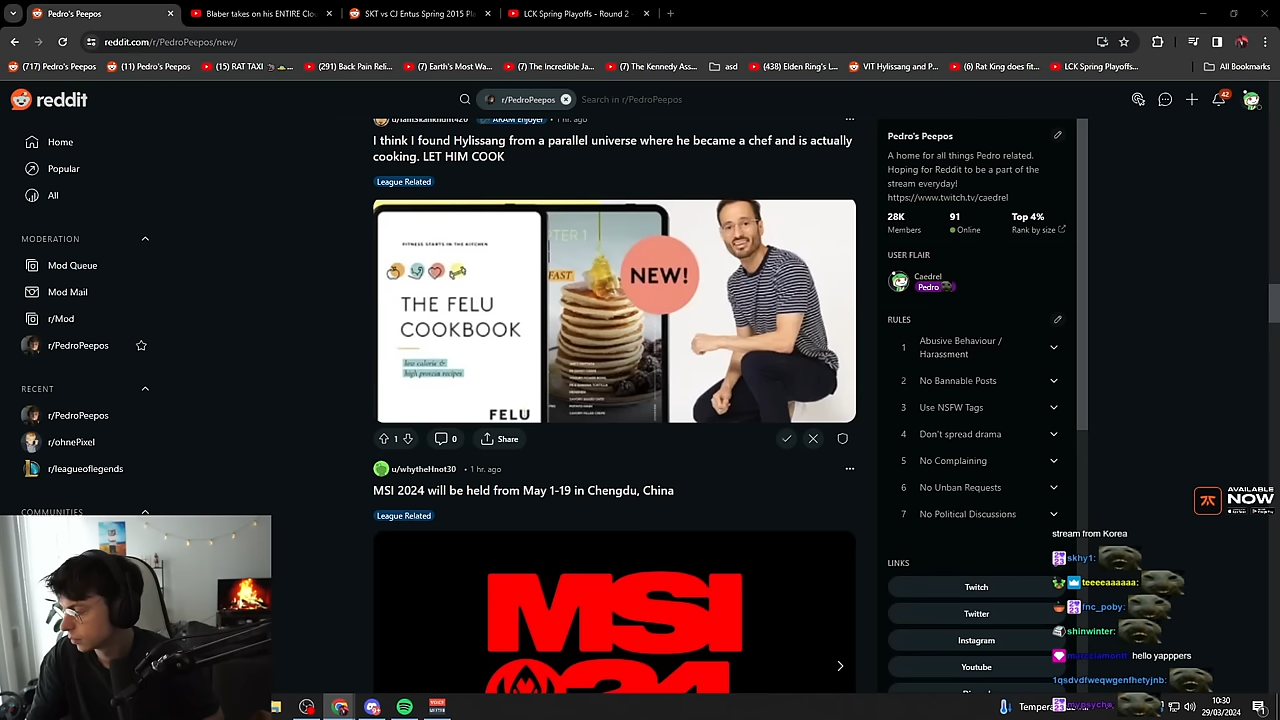 Pedro's Peepos
Blaber takes on his ENTIRE Clo
SKT vs CJ Entus Spring 2015 Pl
LCK Spring Playoffs - Round 2 -
reddit.com/r/PedroPeepos/new/
(717) Pedro's Peepos
(11) Pedro's Peepos
(15) RAT TAXI
(291) Back Pain Reli...
(7) Earth's Most Wa...
(7) The Incredible Ja...
(7) The Kennedy Ass...
asd
(438) Elden Ring's L...
VIT Hylissang and P...
(6) Rat King does fit...
LCK Spring Playoffs...
All Bookmarks
reddit
r/PedroPeepos
Search in r/PedroPeepos
42
Home
Popular
All
MODERATION
Mod Queue
Mod Mail
r/Mod
r/PedroPeepos
RECENT
r/PedroPeepos
r/ohnePixel
r/leagueoflegends
COMMUNITIES
ARAM Enjoyer • 1 hr. ago
I think I found Hylissang from a parallel universe where he became a chef and is actually
cooking. LET HIM COOK
League Related
FITNESS STARTS IN THE KITCHEN
THE FELU
COOKBOOK
low calorie &
high protein recipes
FELU
NEW!
1
0
Share
u/whytheHnot30 • 1 hr. ago
MSI 2024 will be held from May 1-19 in Chengdu, China
League Related
MSI
Pedro's Peepos
A home for all things Pedro related.
Hoping for Reddit to be a part of the
stream everyday!
https://www.twitch.tv/caedrel
28K
91
Top 4%
Members
Online
Rank by size
USER FLAIR
Caedrel
Pedro
RULES
1 Abusive Behaviour /
Harassment
2 No Bannable Posts
3 Use NSFW Tags
4 Don't spread drama
5 No Complaining
6 No Unban Requests
7 No Political Discussions
LINKS
Twitch
Twitter
Instagram
Youtube
AVAILABLE
NOW
stream from Korea
skhy1:
teeeeaaaaaa:
fnc_poby:
shinwinter:
hello yapppers
1qsdvdfweqwgenfhetyjnb:
mypsycha:
10:30
29/03/2024